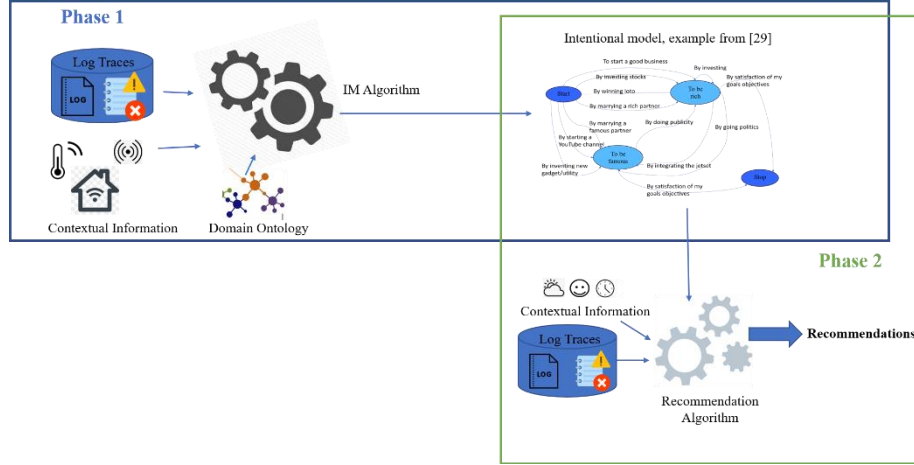 Phase 1
Log Traces
LOG
Contextual Information
Domain Ontology
IM Algorithm
Intentional model, example from [29]
To start a good business
By investing
By investing stocks
By satisfaction of my
goals objectives
Start
By winning loto
To be
rich
By marrying a rich partner
By marrying a
famous partner
By doing publicity
By going politics
By starting a
YouTube channel
To be
famous
By inventing new
gadget/utility
By integrating the jetset
Stop
By satisfaction of my
goals objectives
Phase 2
Contextual Information
Log Traces
LOG
Recommendations
Recommendation
Algorithm